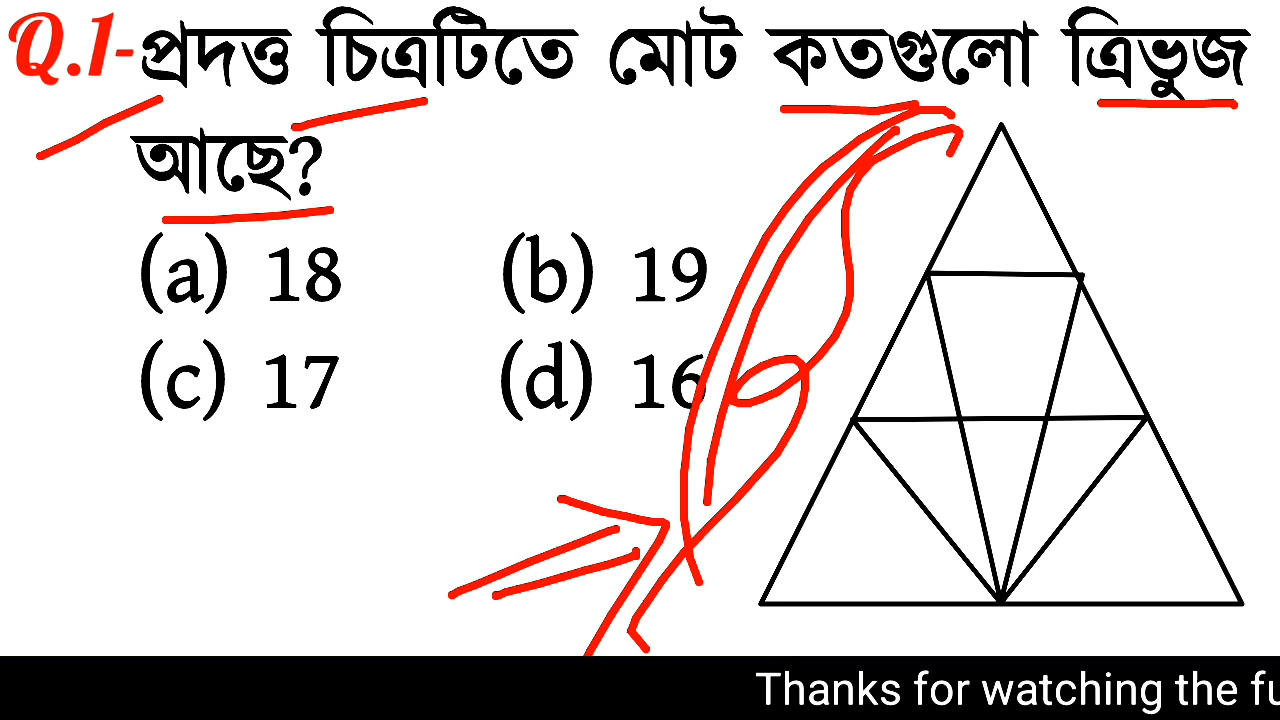 Q.1- প্রদত্ত চিত্রটিতে মোট কতগুলো ত্রিভুজ
আছে?
(a) 18 (b) 19
(c) 17 (d) 16
Thanks for watching the fu